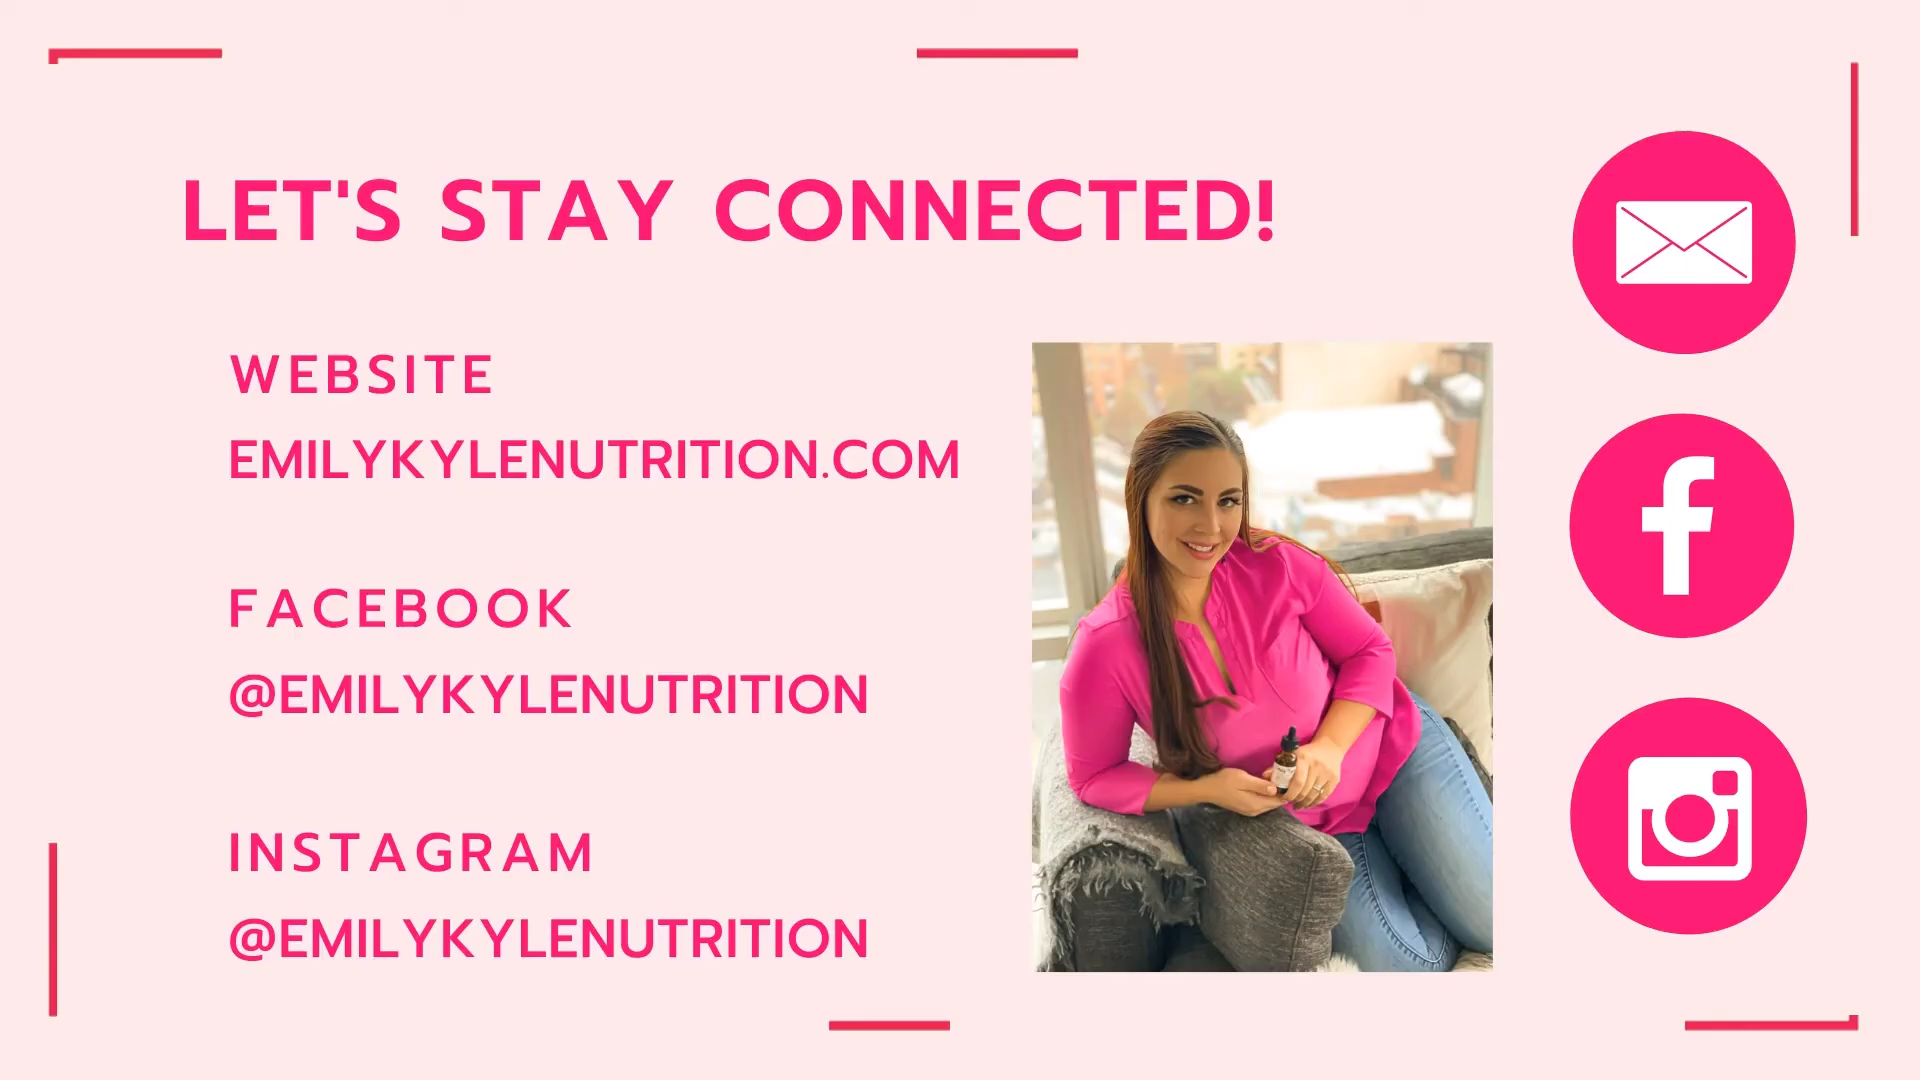 LET'S STAY CONNECTED!
WEBSITE
EMILYKYLENUTRITION.COM
FACEBOOK
@EMILYKYLENUTRITION
INSTAGRAM
@EMILYKYLENUTRITION